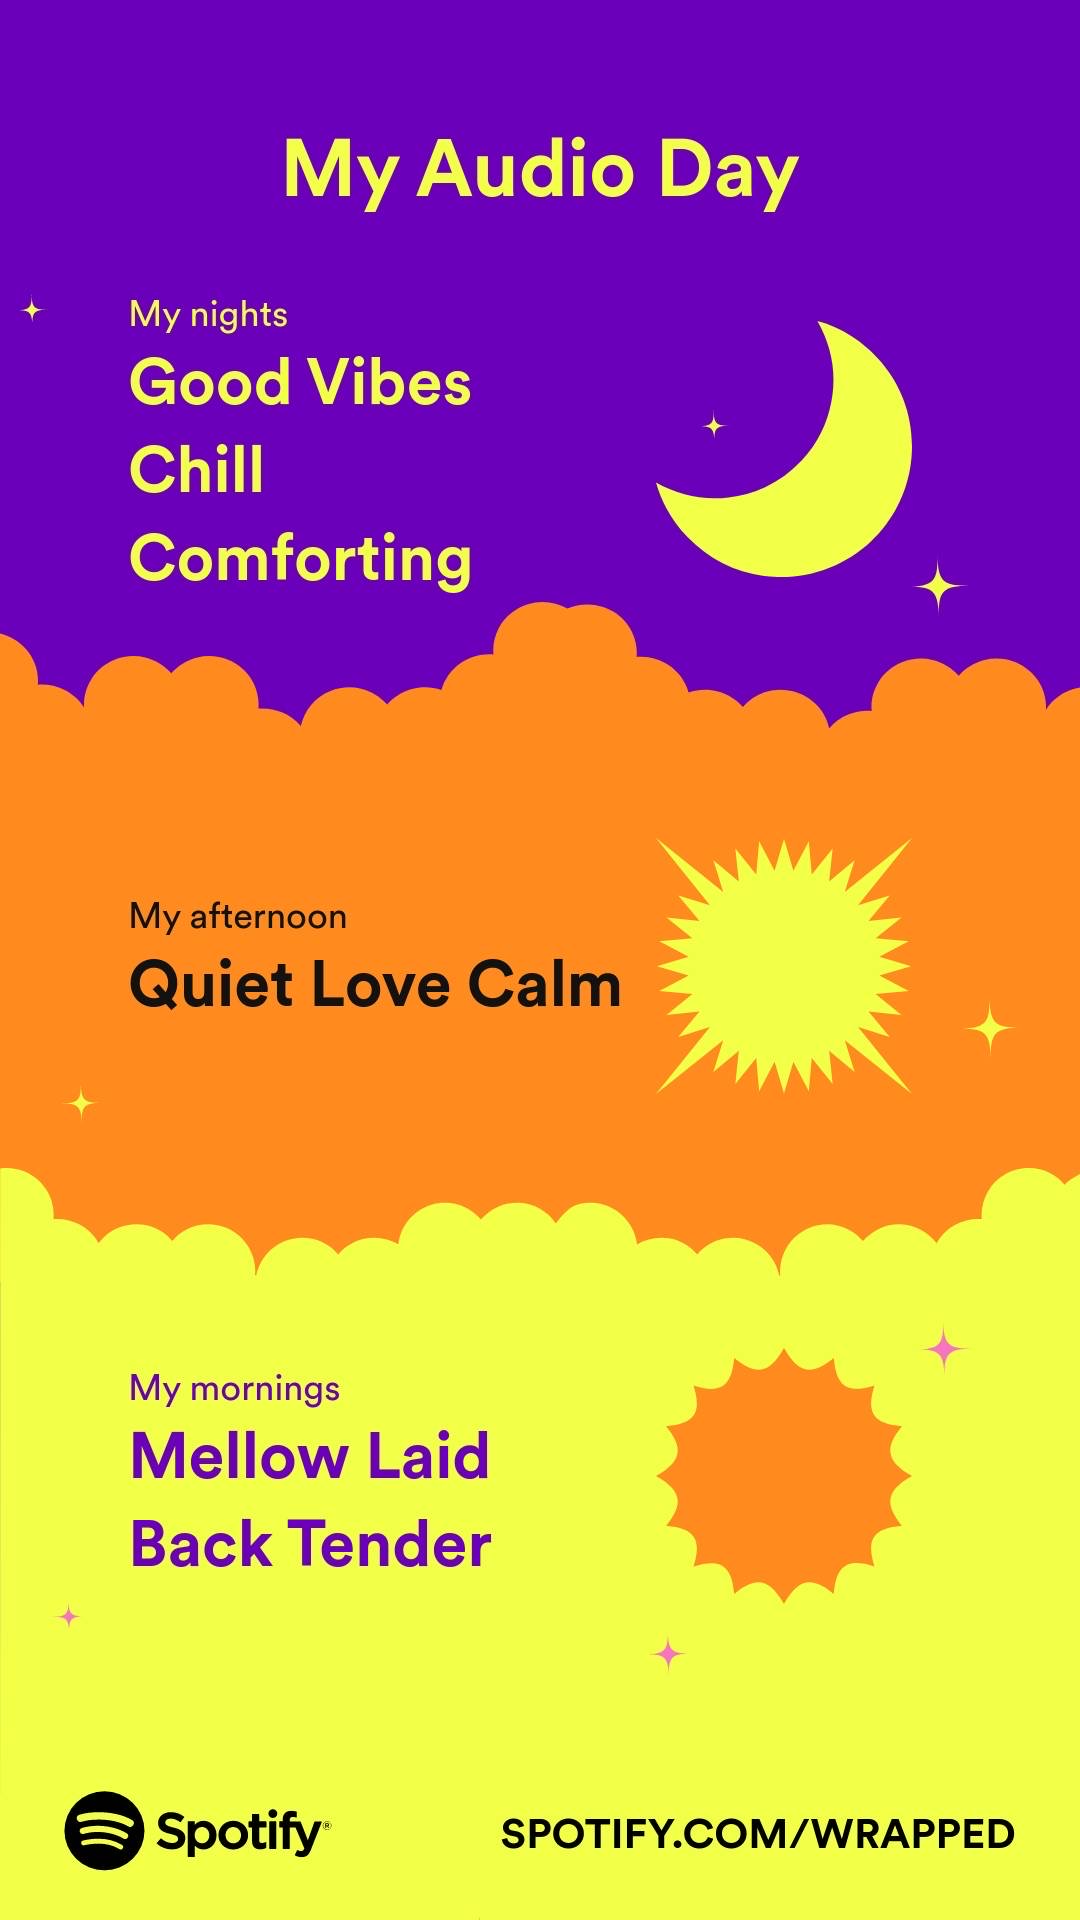 My Audio Day
My nights
Good Vibes
Chill
Comforting
My afternoon
Quiet Love Calm
My mornings
Mellow Laid
Back Tender
Spotify®
SPOTIFY.COM/WRAPPED